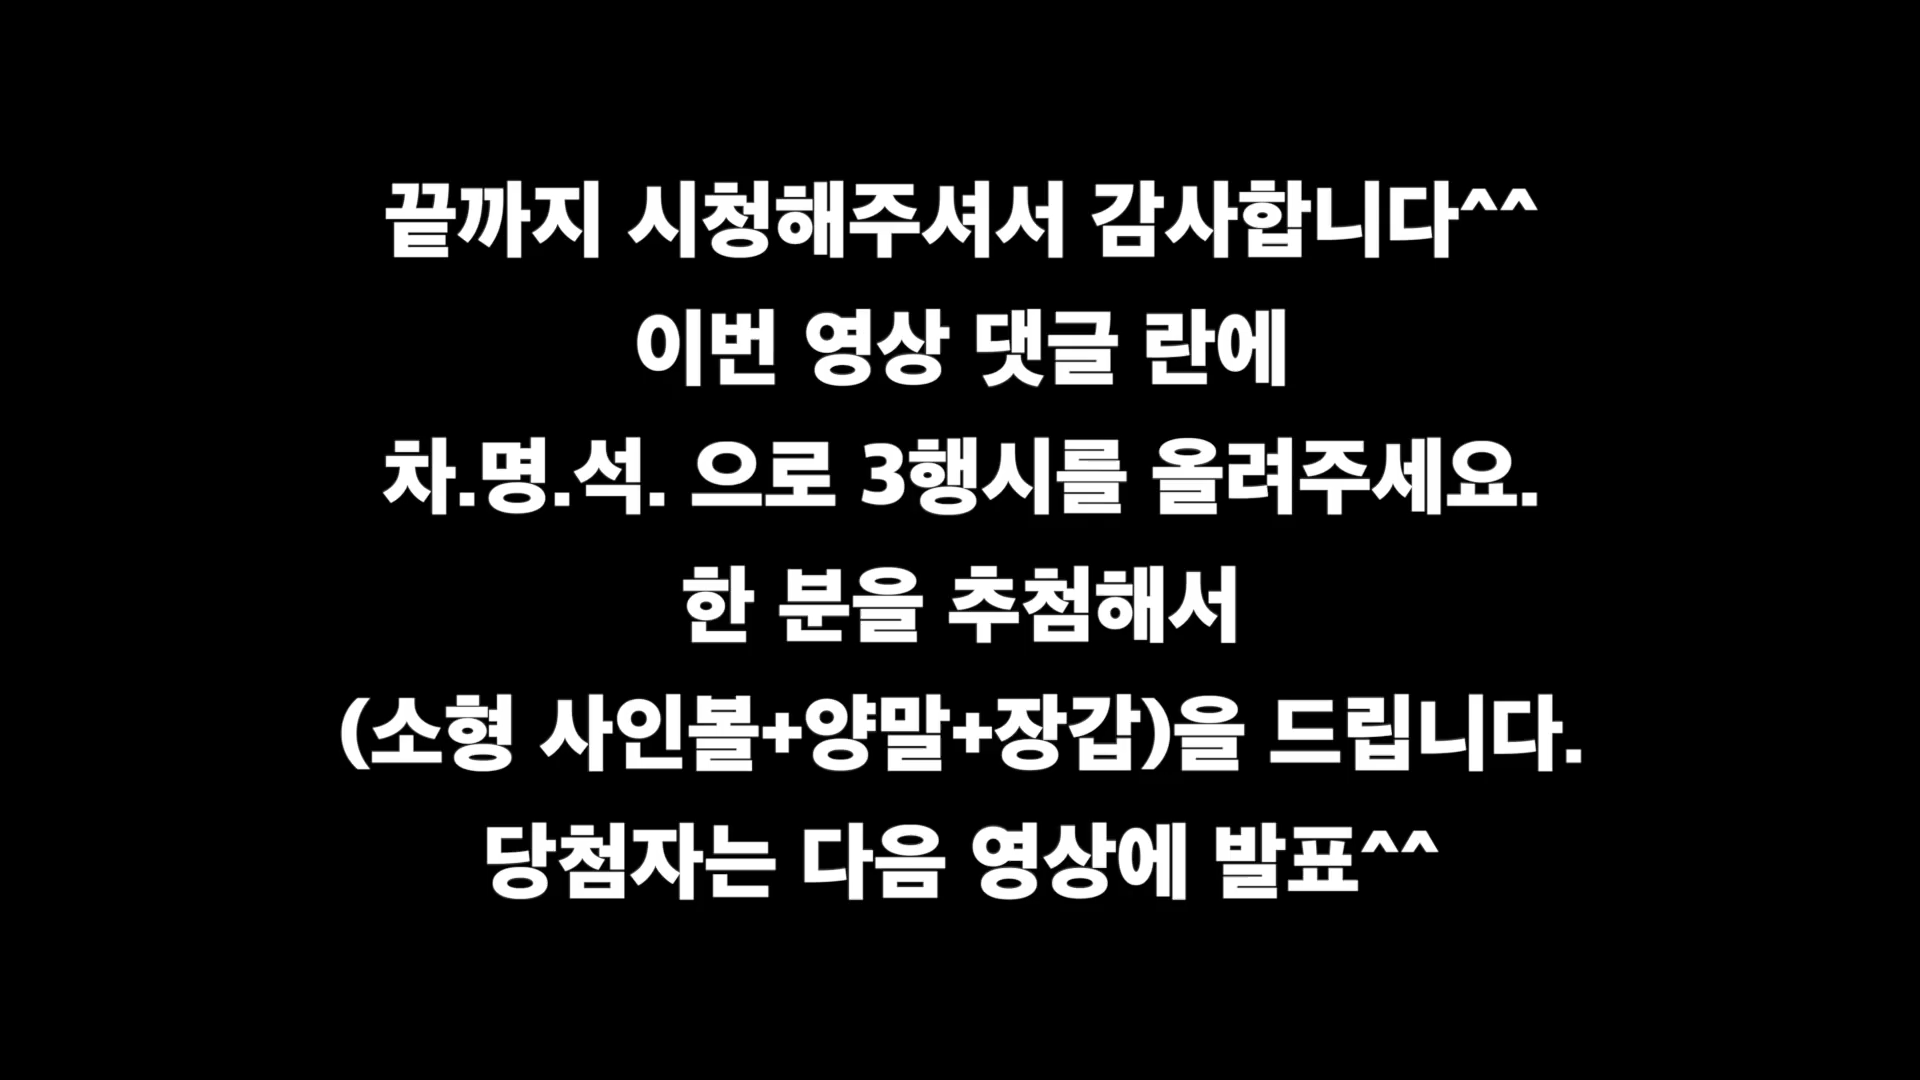 끝까지 시청해주셔서 감사합니다^^
이번 영상 댓글 란에
차.명.석. 으로 3행시를 올려주세요.
한 분을 추첨해서
(소형 사인볼+양말+장갑)을 드립니다.
당첨자는 다음 영상에 발표^^